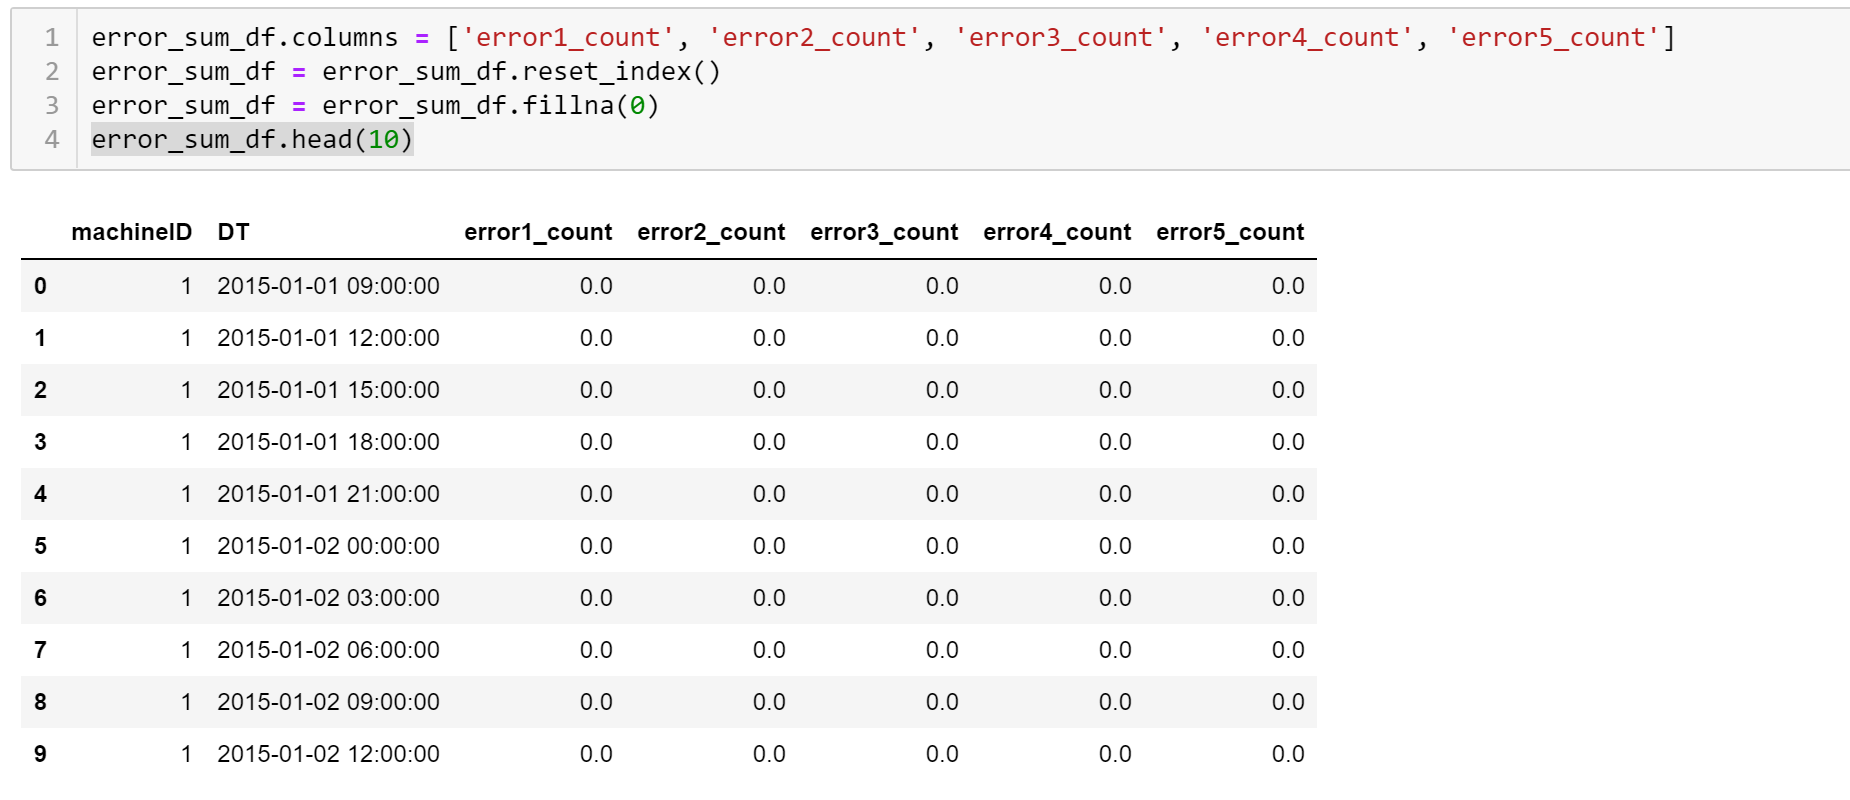 1 error_sum_df.columns = ['error1_count', 'error2_count', 'error3_count', 'error4_count', 'error5_count']
2 error_sum_df = error_sum_df.reset_index()
3 error_sum_df = error_sum_df.fillna(0)
4 error_sum_df.head(10)
machineID DT error1_count error2_count error3_count error4_count error5_count
0 1 2015-01-01 09:00:00 0.0 0.0 0.0 0.0 0.0
1 1 2015-01-01 12:00:00 0.0 0.0 0.0 0.0 0.0
2 1 2015-01-01 15:00:00 0.0 0.0 0.0 0.0 0.0
3 1 2015-01-01 18:00:00 0.0 0.0 0.0 0.0 0.0
4 1 2015-01-01 21:00:00 0.0 0.0 0.0 0.0 0.0
5 1 2015-01-02 00:00:00 0.0 0.0 0.0 0.0 0.0
6 1 2015-01-02 03:00:00 0.0 0.0 0.0 0.0 0.0
7 1 2015-01-02 06:00:00 0.0 0.0 0.0 0.0 0.0
8 1 2015-01-02 09:00:00 0.0 0.0 0.0 0.0 0.0
9 1 2015-01-02 12:00:00 0.0 0.0 0.0 0.0 0.0